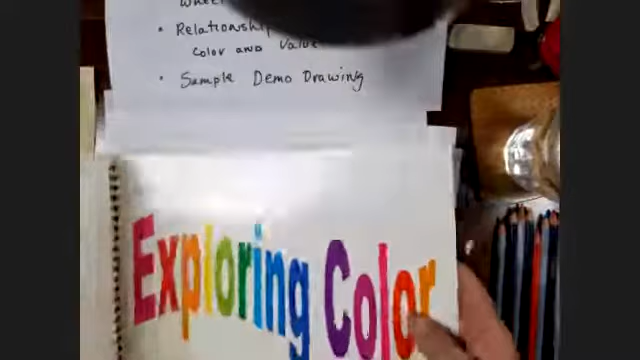 • Relationship
Color and Value
• Sample Demo Drawing
Exploring Color